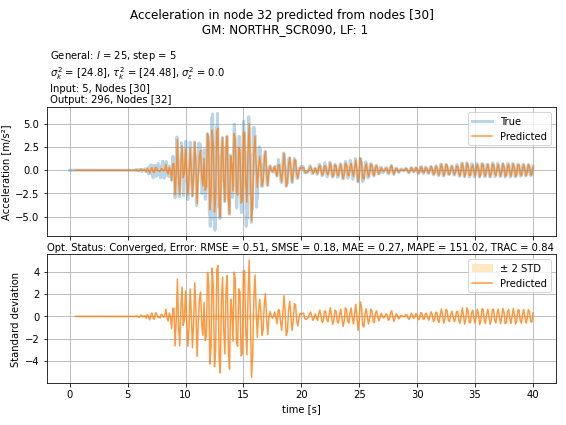 Acceleration in node 32 predicted from nodes [30]
GM: NORTHR_SCR090, LF: 1
General: l = 25, step = 5
σ²ₖ = [24.8], τ²ₖ = [24.48], σ²ε = 0.0
Input: 5, Nodes [30]
Output: 296, Nodes [32]
Acceleration [m/s²]
5.0
2.5
0.0
−2.5
−5.0
True
Predicted
Opt. Status: Converged, Error: RMSE = 0.51, SMSE = 0.18, MAE = 0.27, MAPE = 151.02, TRAC = 0.84
Standard deviation
4
2
0
−2
−4
± 2 STD
Predicted
0 5 10 15 20 25 30 35 40
time [s]